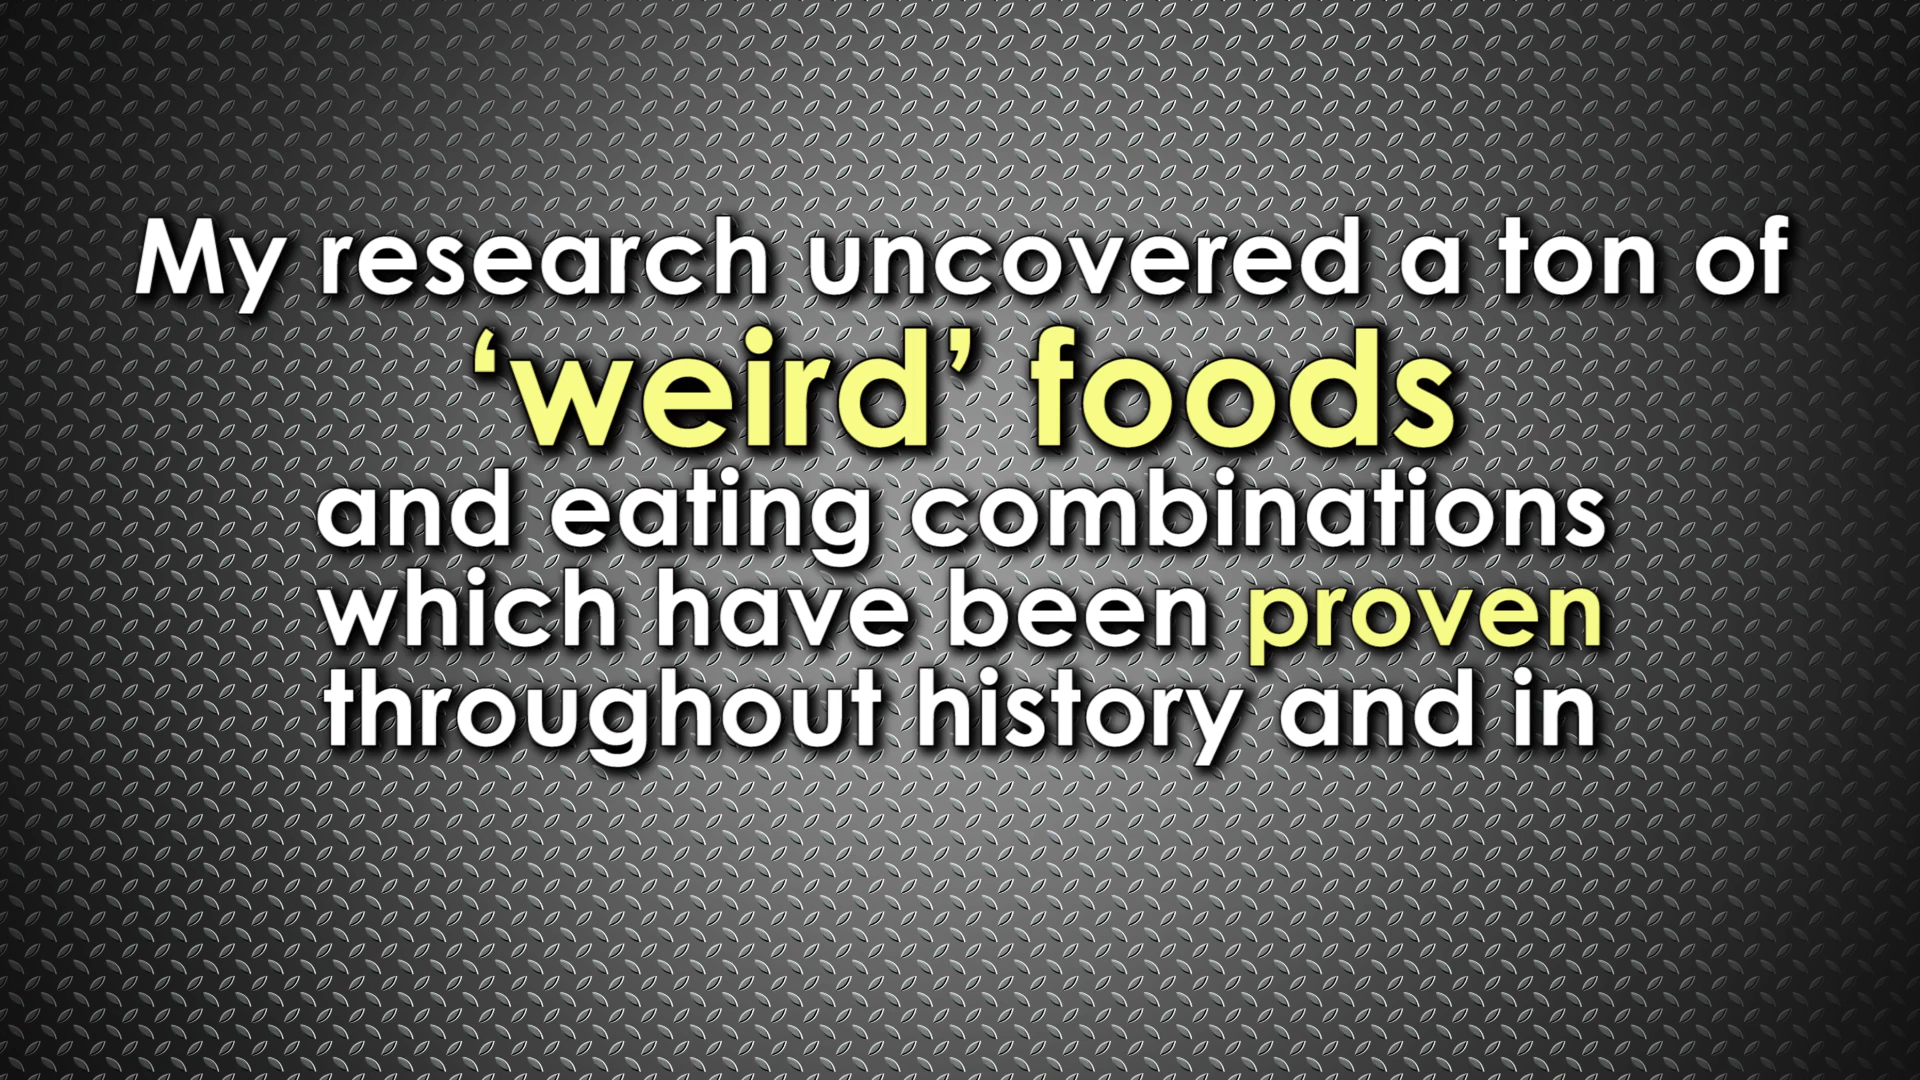 My research uncovered a ton of
‘weird’ foods
and eating combinations
which have been proven
throughout history and in